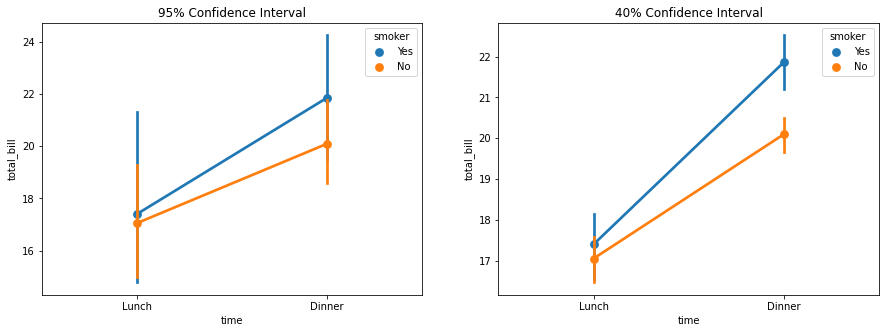 95% Confidence Interval
total_bill
24
22
20
18
16
smoker
Yes
No
Lunch
Dinner
time
40% Confidence Interval
total_bill
22
21
20
19
18
17
smoker
Yes
No
Lunch
Dinner
time